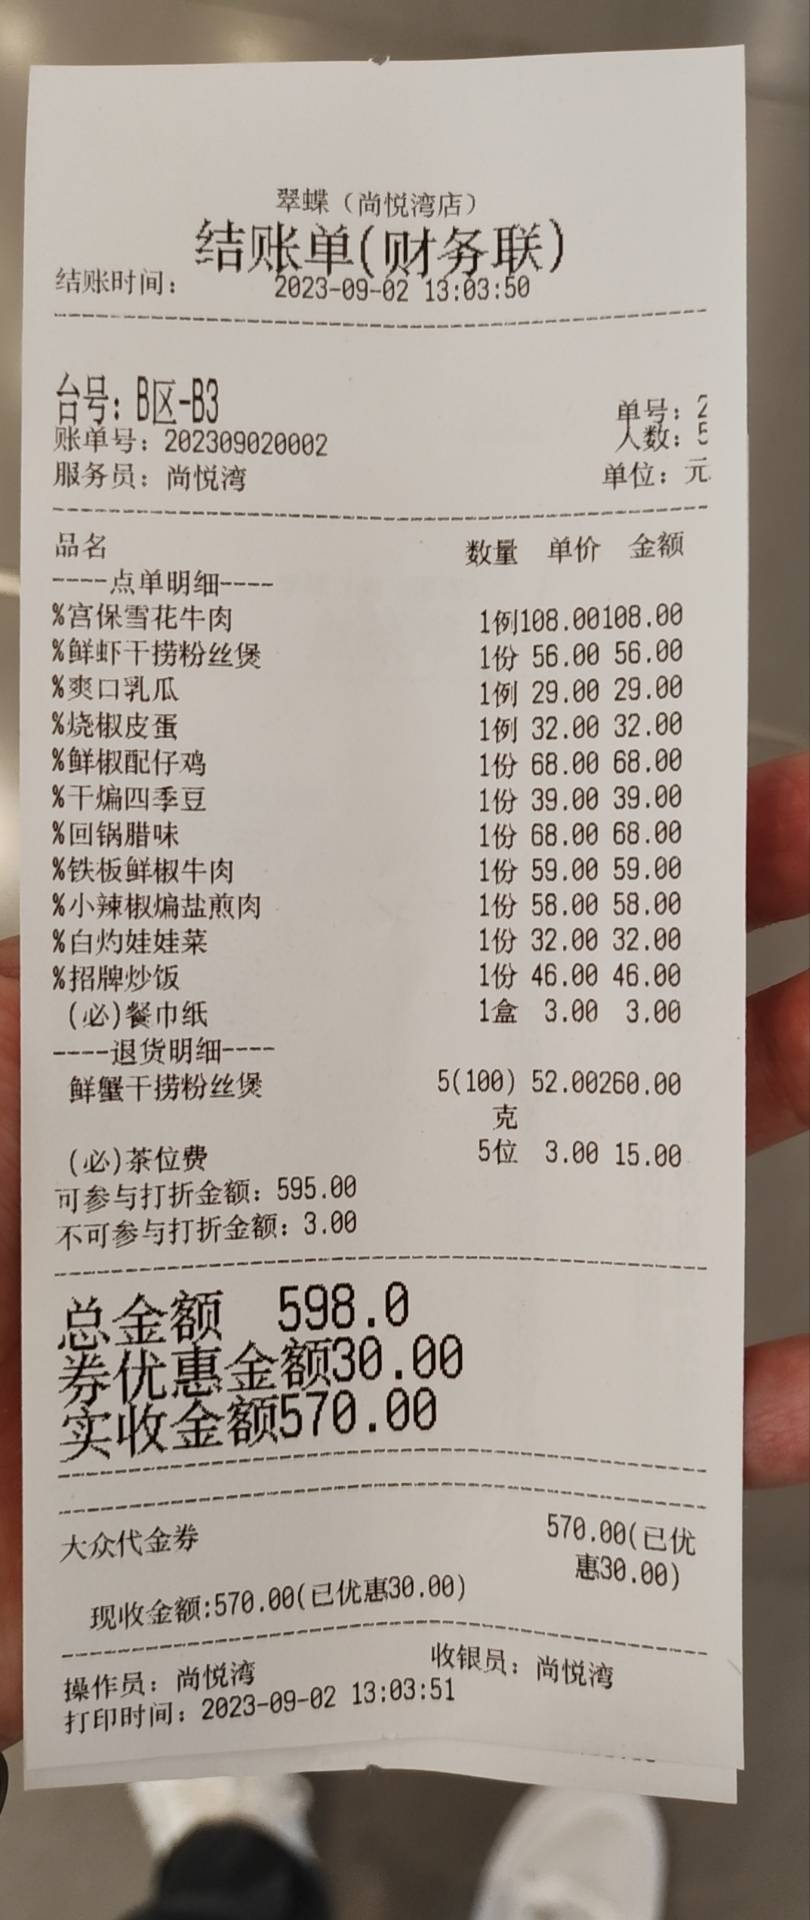 翠蝶（尚悦湾店）
结账单(财务联)
结账时间： 2023-09-02 13:03:50
台号：B区-B3
单号：2
账单号：202309020002 人数：5
服务员：尚悦湾 单位：元
品名 数量 单价 金额
----点单明细----
%宫保雪花牛肉 1例108.00108.00
%鲜虾干捞粉丝煲 1份 56.00 56.00
%爽口乳瓜 1例 29.00 29.00
%烧椒皮蛋 1例 32.00 32.00
%鲜椒配仔鸡 1份 68.00 68.00
%干煸四季豆 1份 39.00 39.00
%回锅腊味 1份 68.00 68.00
%铁板鲜椒牛肉 1份 59.00 59.00
%小辣椒煸盐煎肉 1份 58.00 58.00
%白灼娃娃菜 1份 32.00 32.00
%招牌炒饭 1份 46.00 46.00
(必)餐巾纸 1盒 3.00 3.00
----退货明细----
鲜蟹干捞粉丝煲 5(100) 52.00260.00
克
(必)茶位费 5位 3.00 15.00
可参与打折金额：595.00
不可参与打折金额：3.00
总金额 598.0
券优惠金额30.00
实收金额570.00
大众代金券 570.00(已优
惠30.00)
现收金额:570.00(已优惠30.00)
操作员：尚悦湾 收银员：尚悦湾
打印时间：2023-09-02 13:03:51